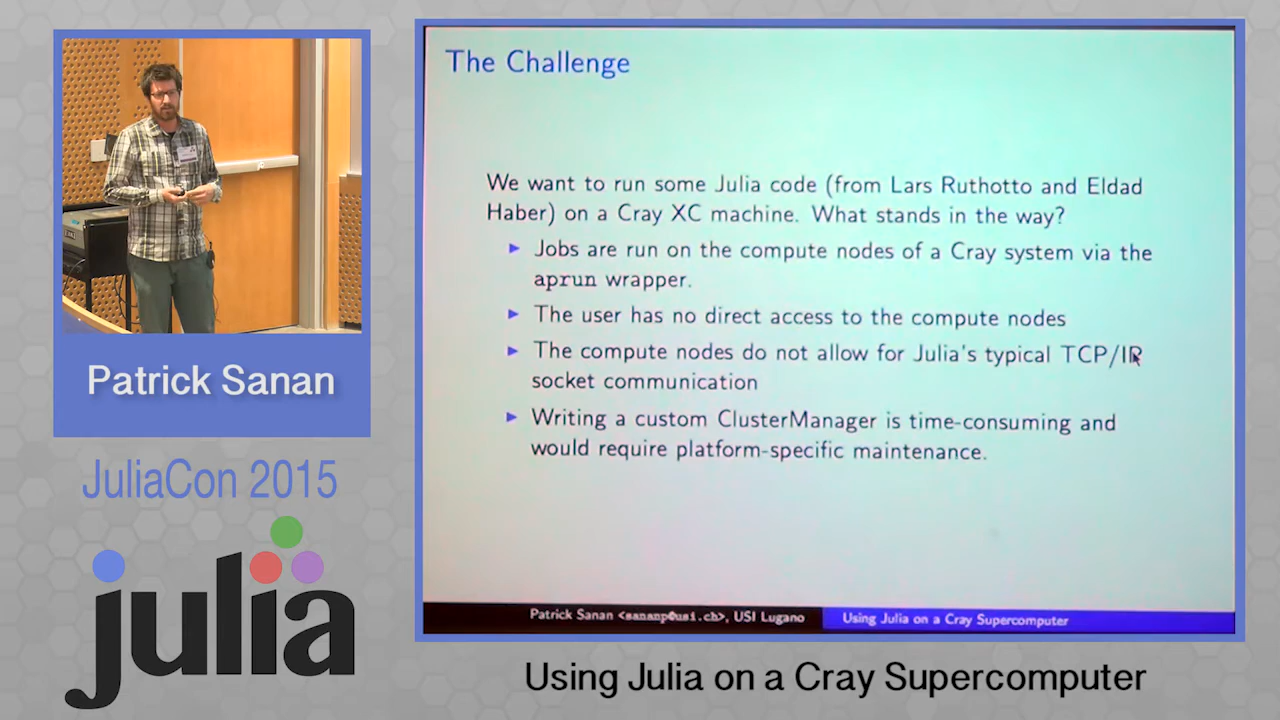 The Challenge
We want to run some Julia code (from Lars Ruthotto and Eldad
Haber) on a Cray XC machine. What stands in the way?
Jobs are run on the compute nodes of a Cray system via the
aprun wrapper.
The user has no direct access to the compute nodes
The compute nodes do not allow for Julia's typical TCP/IP
socket communication
Writing a custom ClusterManager is time-consuming and
would require platform-specific maintenance.
Patrick Sanan <sananp@usi.ch>, USI Lugano
Using Julia on a Cray Supercomputer
Patrick Sanan
JuliaCon 2015
julia
Using Julia on a Cray Supercomputer